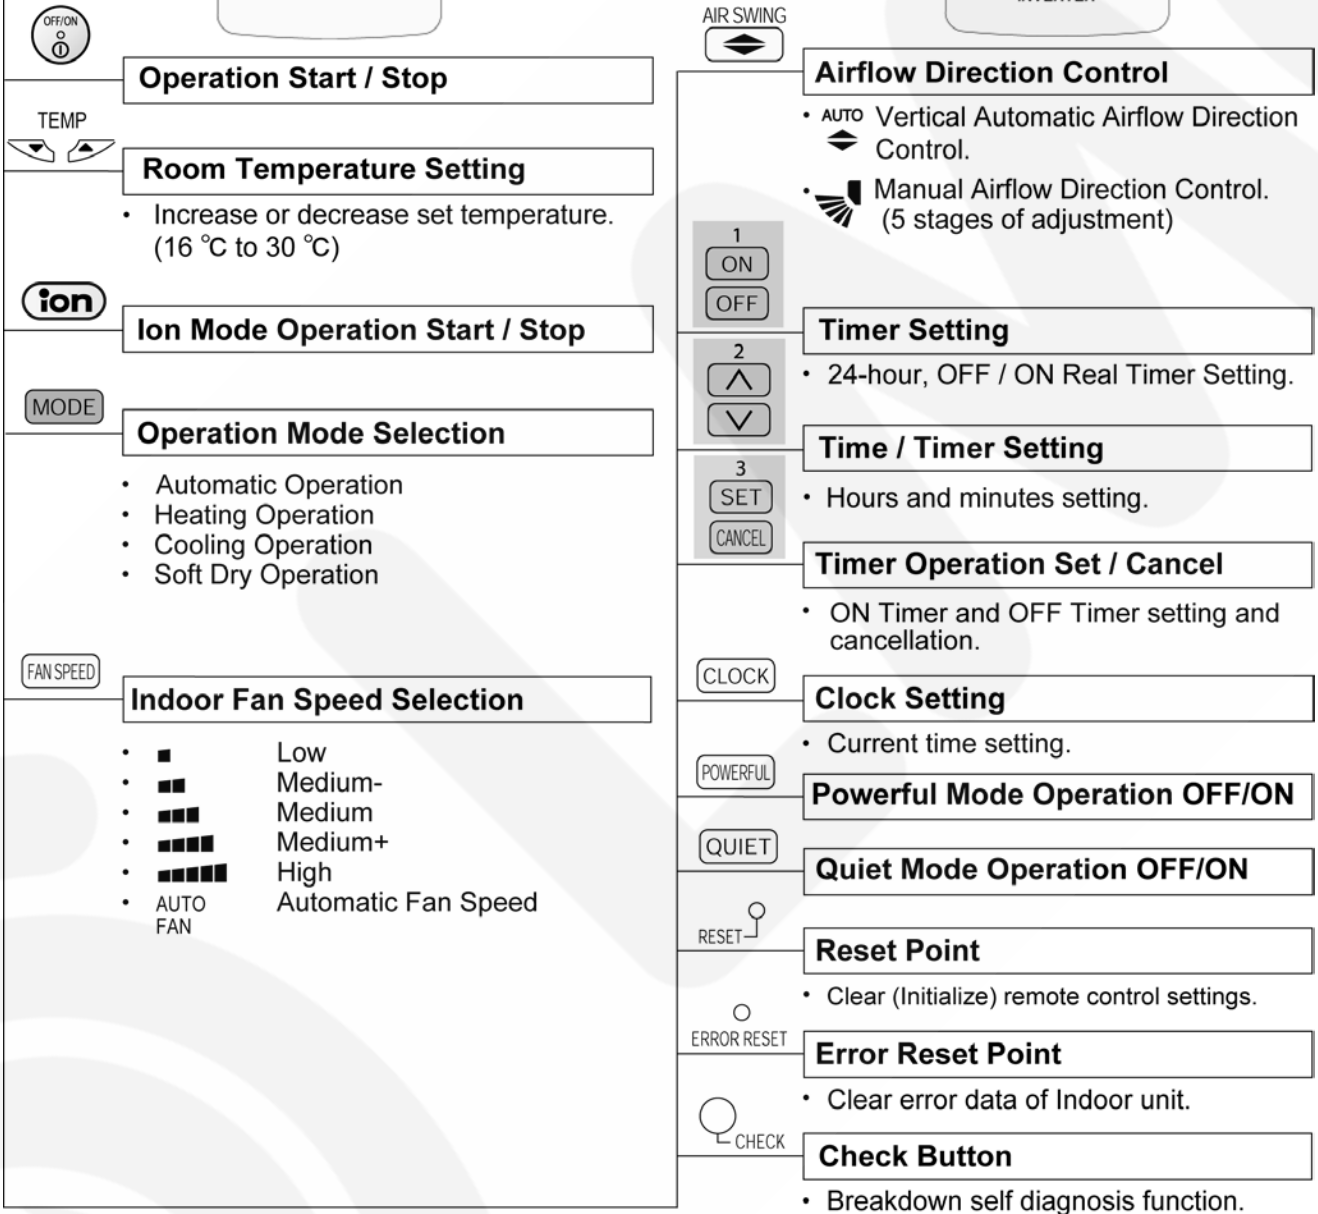 OFF/ON
Operation Start / Stop
TEMP
Room Temperature Setting
• Increase or decrease set temperature.
(16 °C to 30 °C)
ion
Ion Mode Operation Start / Stop
MODE
Operation Mode Selection
• Automatic Operation
• Heating Operation
• Cooling Operation
• Soft Dry Operation
FAN SPEED
Indoor Fan Speed Selection
• Low
• Medium-
• Medium
• Medium+
• High
• AUTO FAN Automatic Fan Speed
AIR SWING
Airflow Direction Control
• AUTO Vertical Automatic Airflow Direction
Control.
• Manual Airflow Direction Control.
(5 stages of adjustment)
1
ON
OFF
Timer Setting
• 24-hour, OFF / ON Real Timer Setting.
2
Time / Timer Setting
• Hours and minutes setting.
3
SET
CANCEL
Timer Operation Set / Cancel
• ON Timer and OFF Timer setting and
cancellation.
CLOCK
Clock Setting
• Current time setting.
POWERFUL
Powerful Mode Operation OFF/ON
QUIET
Quiet Mode Operation OFF/ON
RESET
Reset Point
• Clear (Initialize) remote control settings.
ERROR RESET
Error Reset Point
• Clear error data of Indoor unit.
CHECK
Check Button
• Breakdown self diagnosis function.